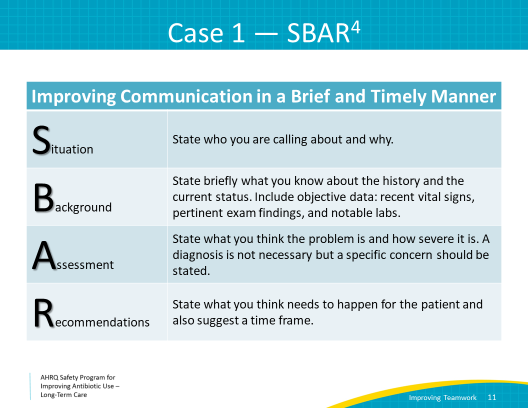 Case 1 — SBAR⁴
Improving Communication in a Brief and Timely Manner
Situation
State who you are calling about and why.
Background
State briefly what you know about the history and the
current status. Include objective data: recent vital signs,
pertinent exam findings, and notable labs.
Assessment
State what you think the problem is and how severe it is. A
diagnosis is not necessary but a specific concern should be
stated.
Recommendations
State what you think needs to happen for the patient and
also suggest a time frame.
AHRQ Safety Program for
Improving Antibiotic Use –
Long-Term Care
Improving Teamwork 11